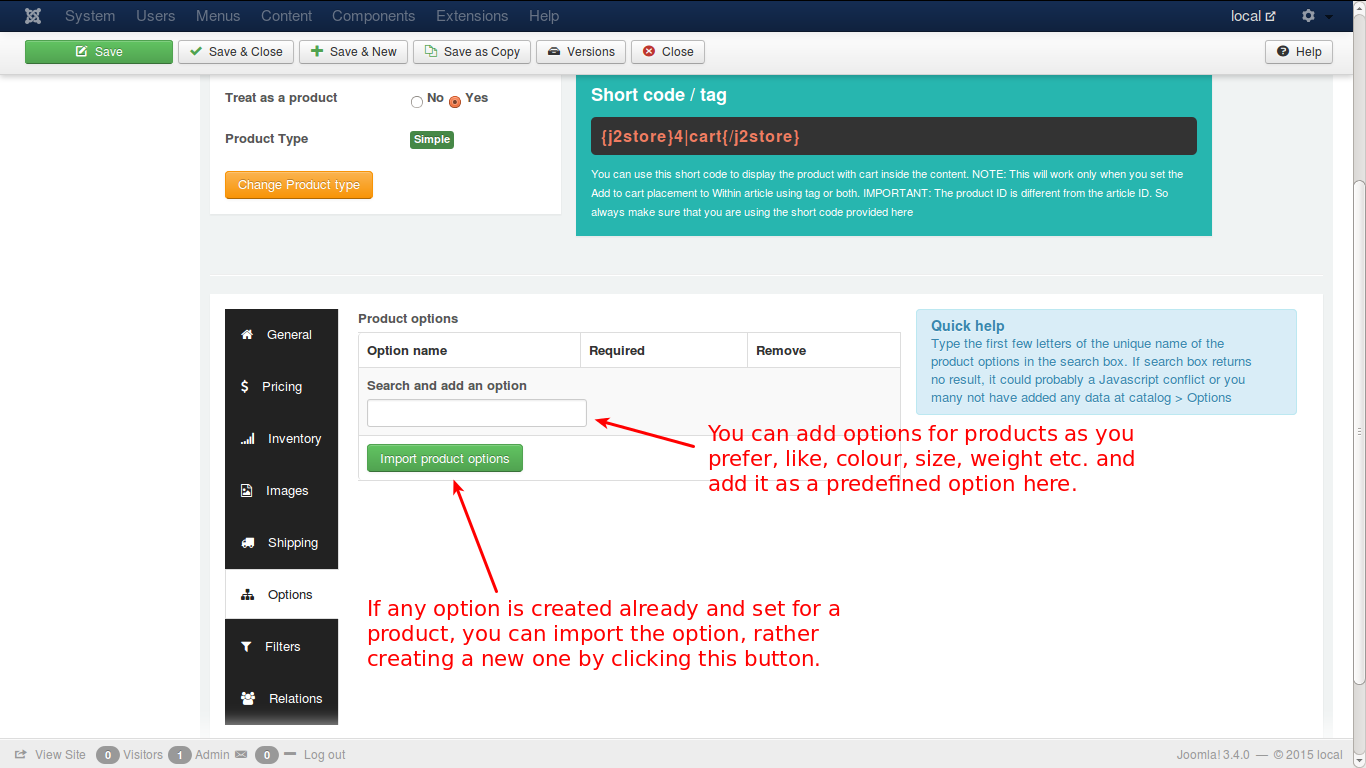 System Users Menus Content Components Extensions Help local
Save Save & Close Save & New Save as Copy Versions Close Help
Treat as a product No Yes
Product Type Simple
Change Product type
Short code / tag
{j2store}4|cart{/j2store}
You can use this short code to display the product with cart inside the content. NOTE: This will work only when you set the
Add to cart placement to Within article using tag or both. IMPORTANT: The product ID is different from the article ID. So
always make sure that you are using the short code provided here
General
Pricing
Inventory
Images
Shipping
Options
Filters
Relations
Product options
Option name Required Remove
Search and add an option
Import product options
Quick help
Type the first few letters of the unique name of the
product options in the search box. If search box returns
no result, it could probably a Javascript conflict or you
many not have added any data at catalog > Options
You can add options for products as you
prefer, like, colour, size, weight etc. and
add it as a predefined option here.
If any option is created already and set for a
product, you can import the option, rather
creating a new one by clicking this button.
View Site 0 Visitors 1 Admin 0 Log out Joomla! 3.4.0 — © 2015 local